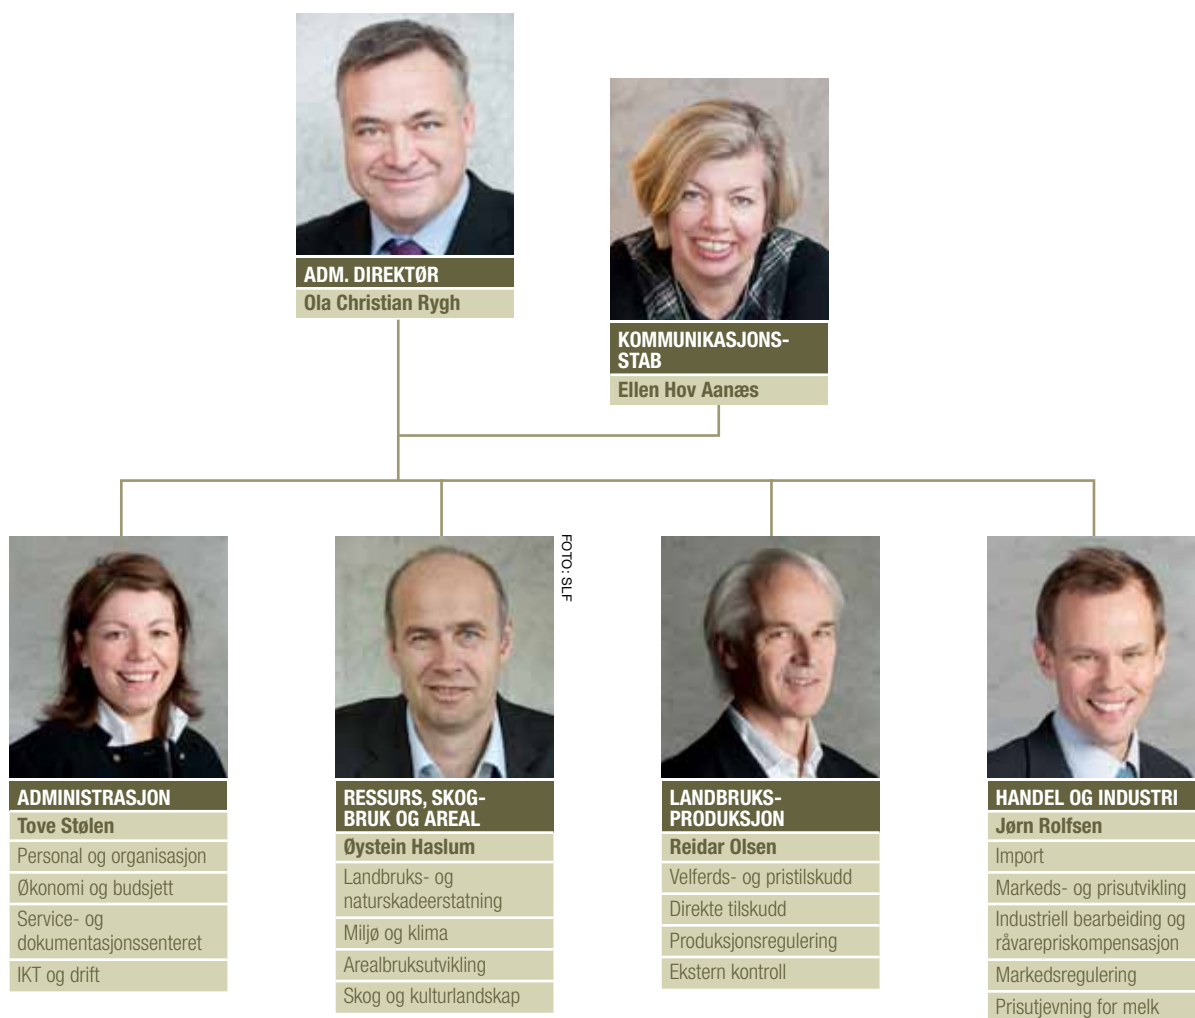 ADM. DIREKTØR
Ola Christian Rygh
KOMMUNIKASJONS-
STAB
Ellen Hov Aanæs
FOTO: SLF
ADMINISTRASJON
Tove Stølen
Personal og organisasjon
Økonomi og budsjett
Service- og
dokumentasjonssenteret
IKT og drift
RESSURS, SKOG-
BRUK OG AREAL
Øystein Haslum
Landbruks- og
naturskadeerstatning
Miljø og klima
Arealbruksutvikling
Skog og kulturlandskap
LANDBRUKS-
PRODUKSJON
Reidar Olsen
Velferds- og pristilskudd
Direkte tilskudd
Produksjonsregulering
Ekstern kontroll
HANDEL OG INDUSTRI
Jørn Rolfsen
Import
Markeds- og prisutvikling
Industriell bearbeiding og
råvarepriskompensasjon
Markedsregulering
Prisutjevning for melk